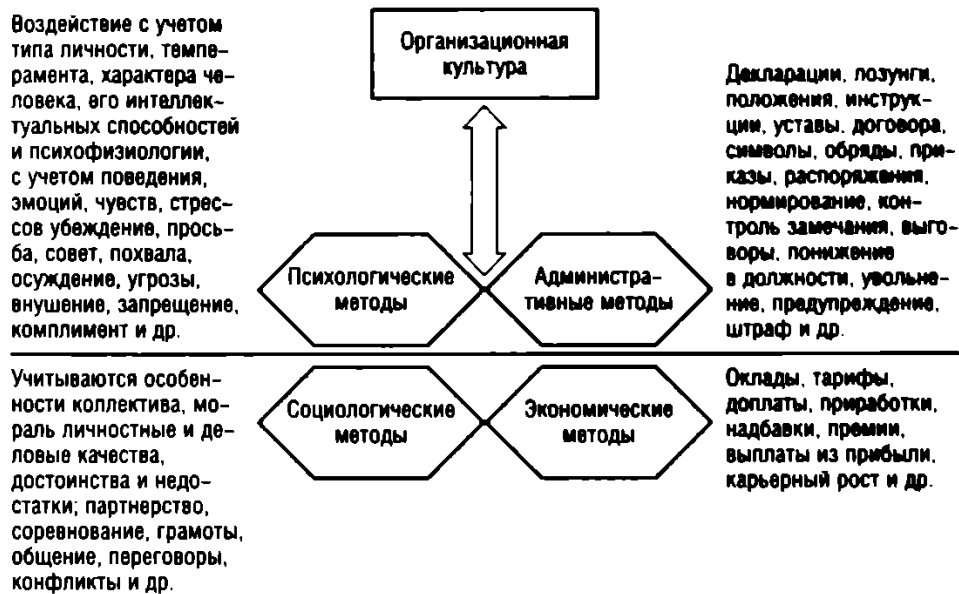 Воздействие с учетом
типа личности, темпе-
рамента, характера че-
ловека, его интеллек-
туальных способностей
и психофизиологии,
с учетом поведения,
эмоций, чувств, стрес-
сов убеждение, прось-
ба, совет, похвала,
осуждение, угрозы,
внушение, запрещение,
комплимент и др.
Организационная
культура
Декларации, лозунги,
положения, инструк-
ции, уставы, договора,
символы, обряды, при-
казы, распоряжения,
нормирование, кон-
троль замечания, выго-
воры, понижение
в должности, увольне-
ние, предупреждение,
штраф и др.
Психологические
методы
Администра-
тивные методы
Учитываются особен-
ности коллектива, мо-
раль личностные и де-
ловые качества,
достоинства и недо-
статки; партнерство,
соревнование, грамоты,
общение, переговоры,
конфликты и др.
Социологические
методы
Экономические
методы
Оклады, тарифы,
доплаты, приработки,
надбавки, премии,
выплаты из прибыли,
карьерный рост и др.